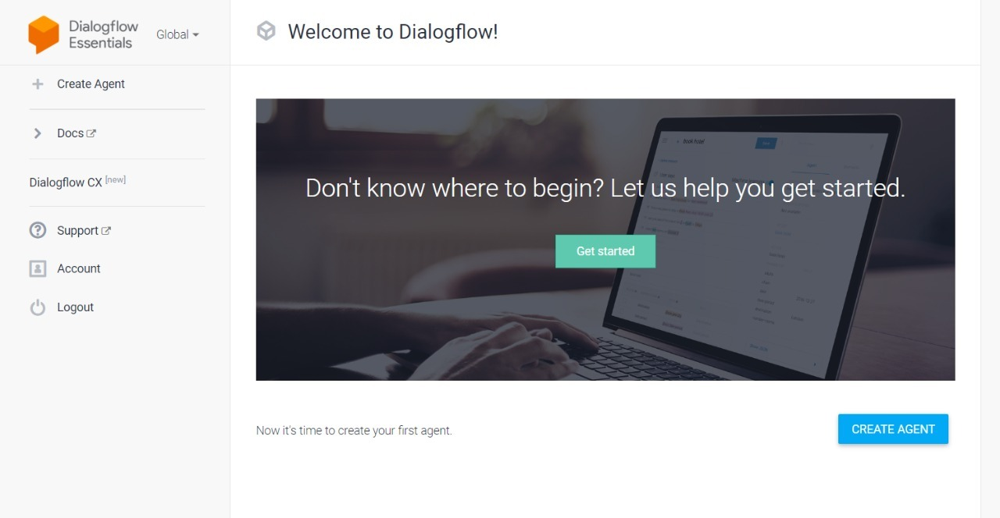 Dialogflow
Essentials
Global
Welcome to Dialogflow!
Create Agent
Docs
Dialogflow CX [new]
Support
Account
Logout
book hotel
Don't know where to begin? Let us help you get started.
Get started
Now it's time to create your first agent.
CREATE AGENT